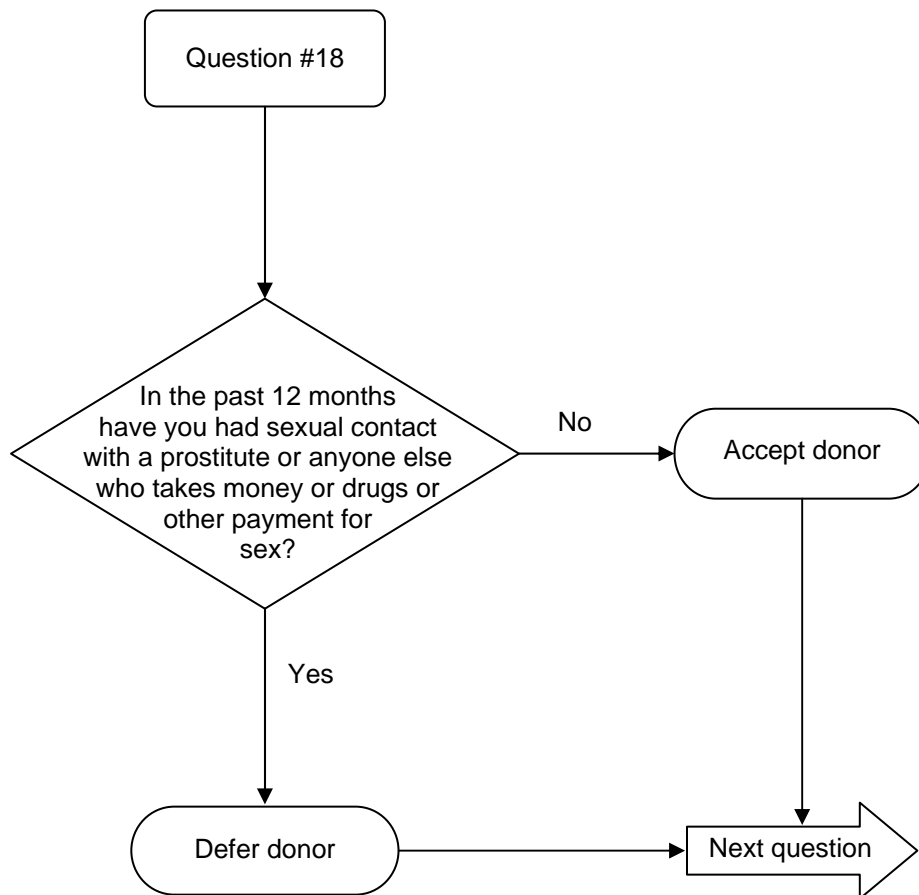 Question #18
In the past 12 months
have you had sexual contact
with a prostitute or anyone else
who takes money or drugs or
other payment for
sex?
No
Accept donor
Yes
Defer donor
Next question